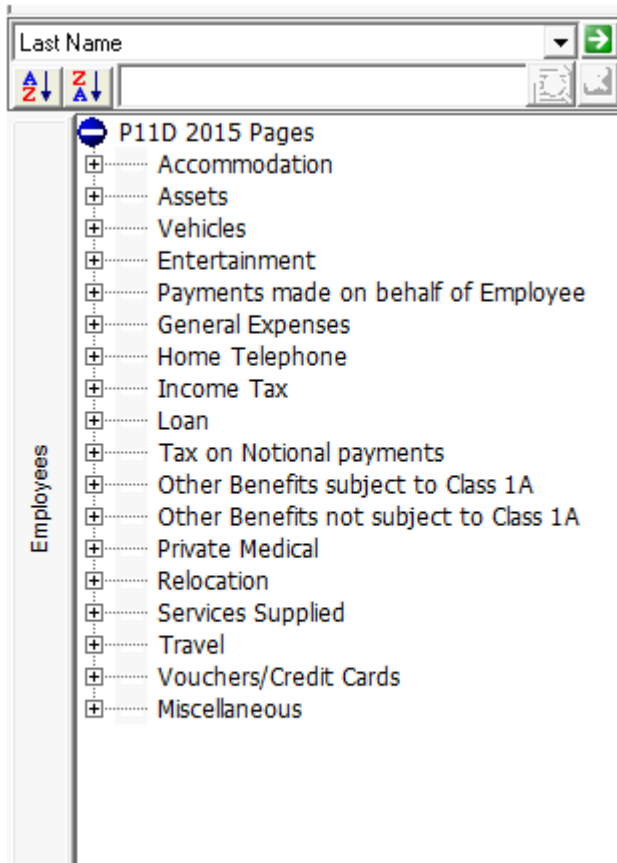 Last Name
A
Z
Z
A
P11D 2015 Pages
Accommodation
Assets
Vehicles
Entertainment
Payments made on behalf of Employee
General Expenses
Home Telephone
Income Tax
Loan
Tax on Notional payments
Other Benefits subject to Class 1A
Other Benefits not subject to Class 1A
Private Medical
Relocation
Services Supplied
Travel
Vouchers/Credit Cards
Miscellaneous
Employees